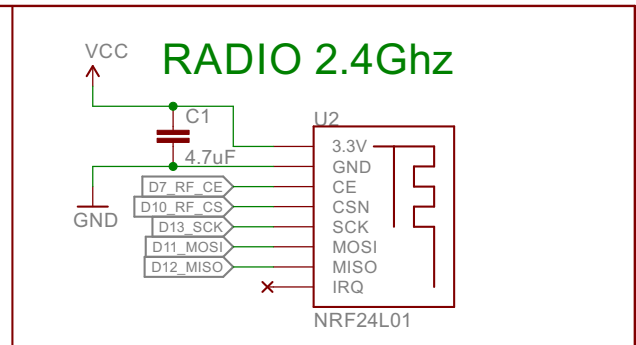 VCC
RADIO 2.4Ghz
C1
4.7uF
GND
U2
3.3V
GND
D7_RF_CE CE
D10_RF_CS CSN
D13_SCK SCK
D11_MOSI MOSI
D12_MISO MISO
IRQ
NRF24L01